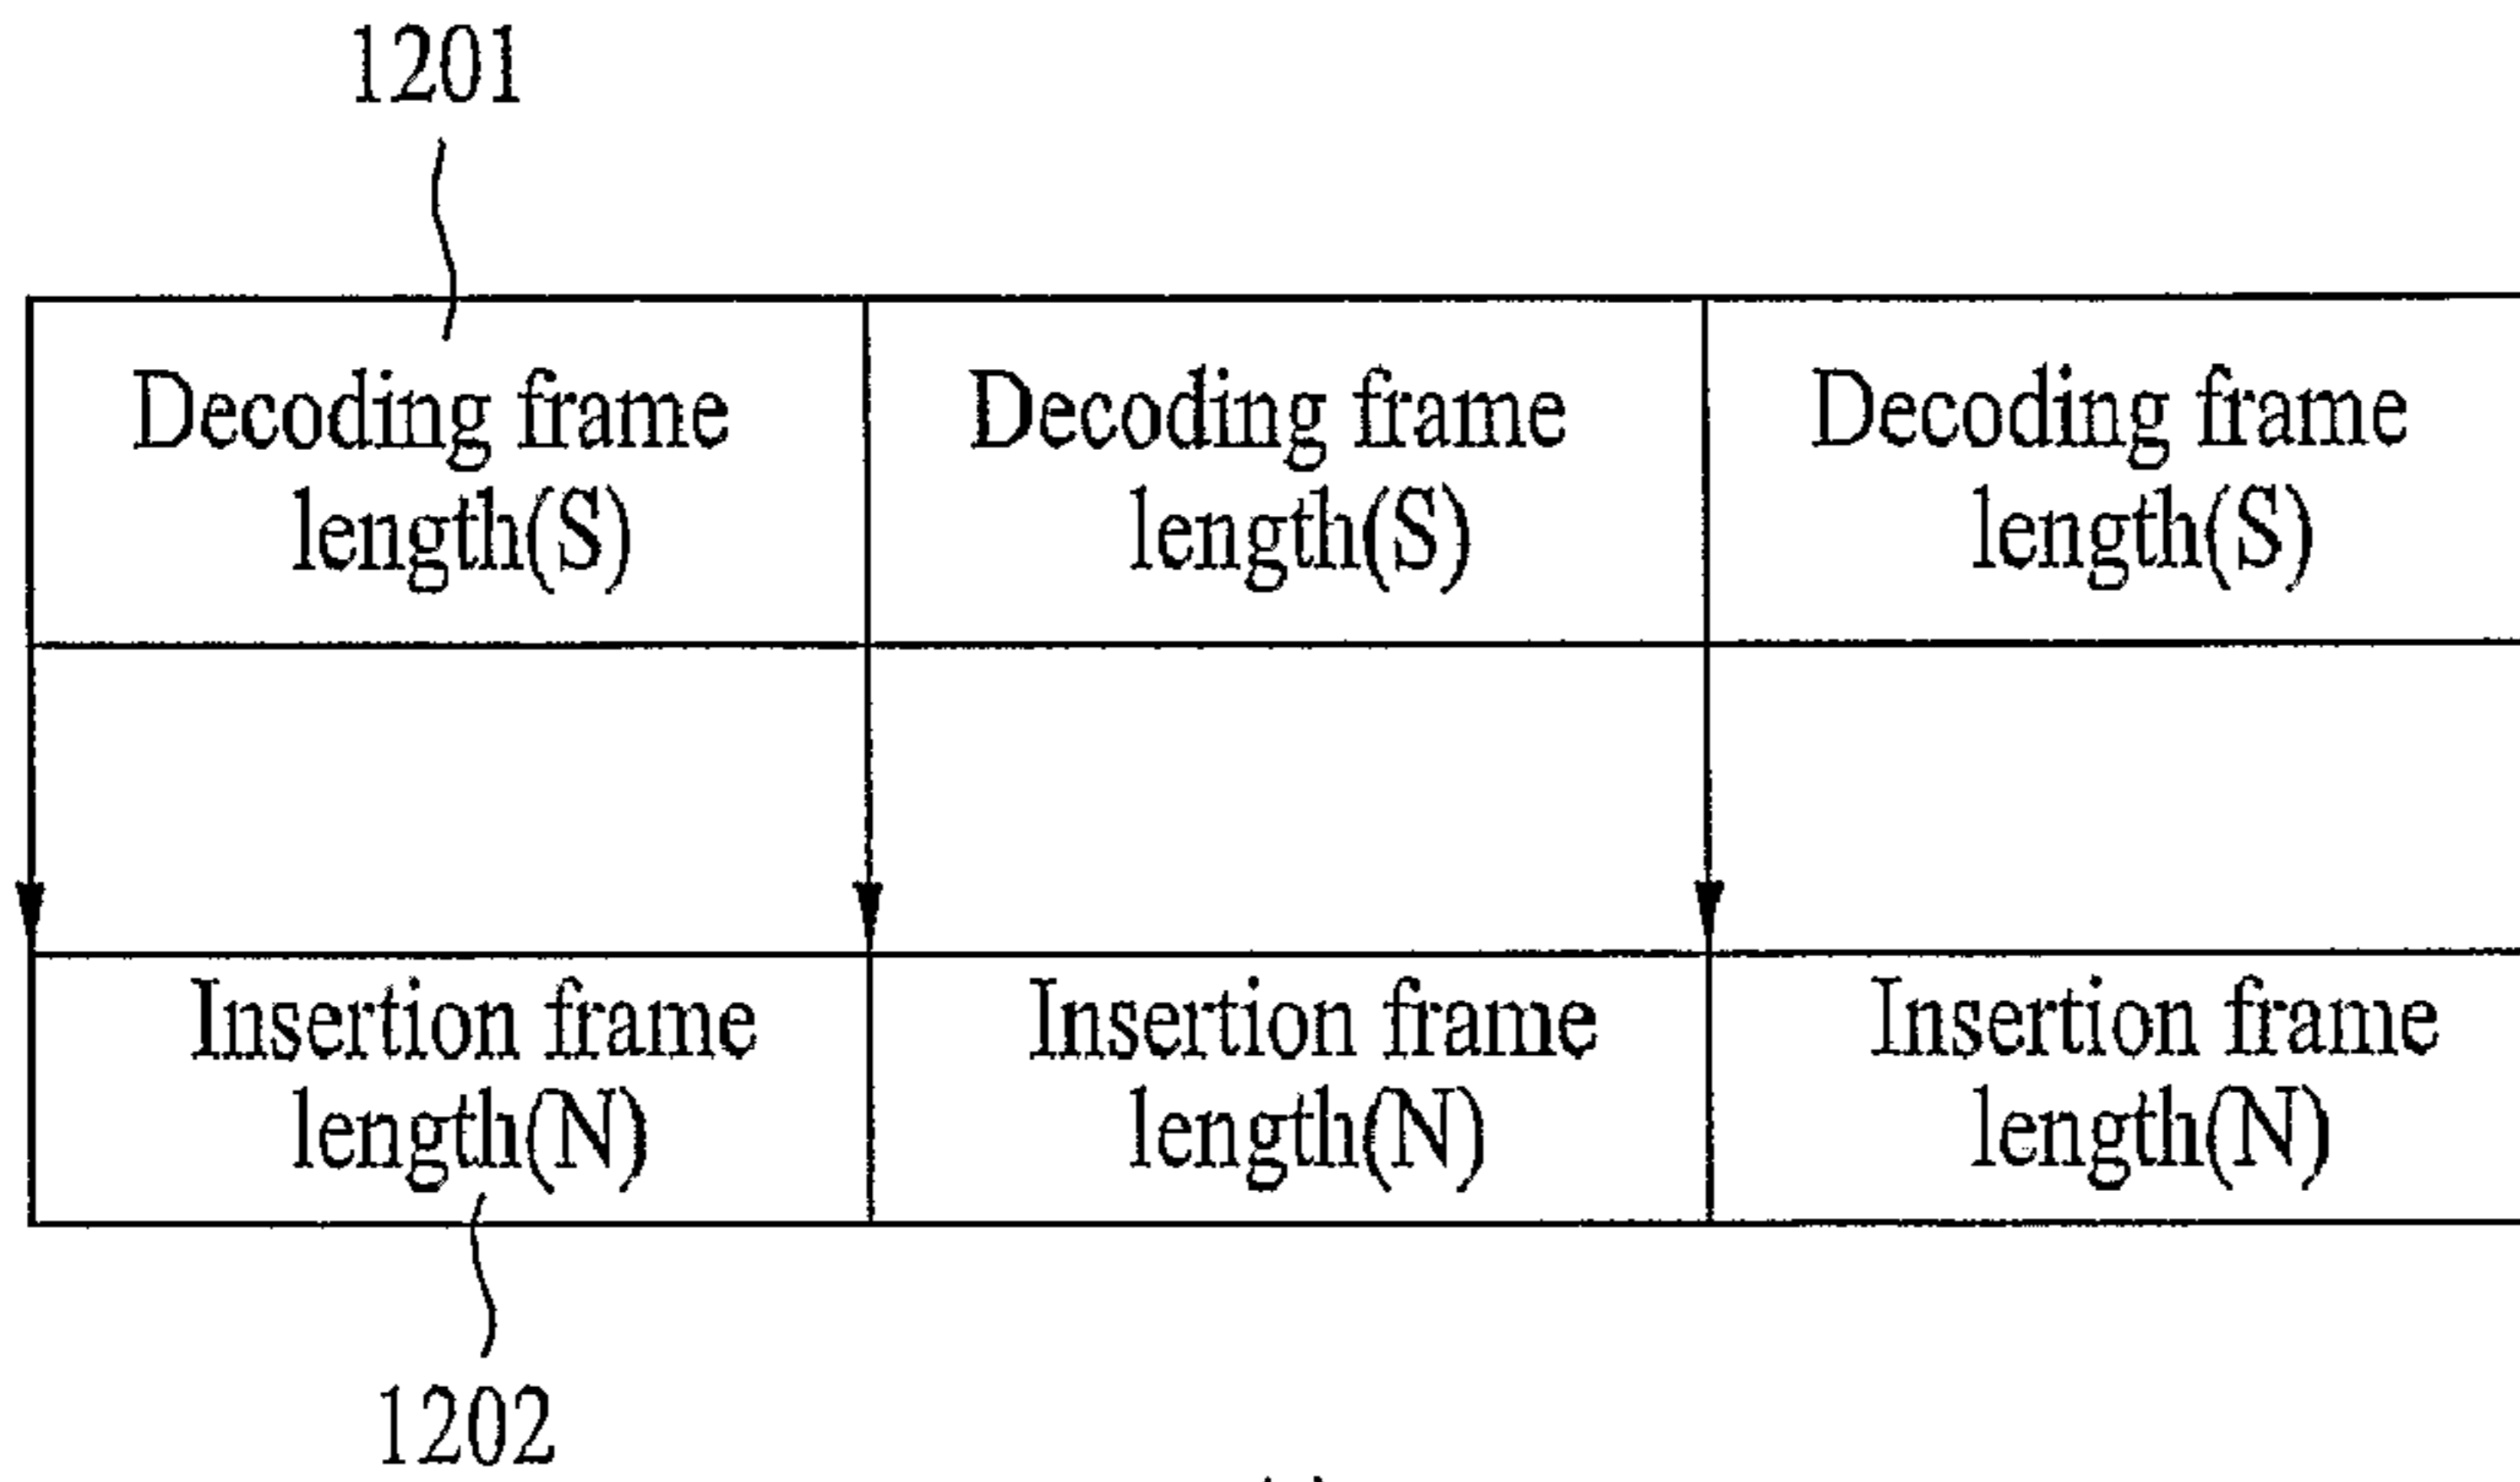 1201
Decoding frame Decoding frame Decoding frame
length(S) length(S) length(S)
Insertion frame Insertion frame Insertion frame
length(N) length(N) length(N)
1202